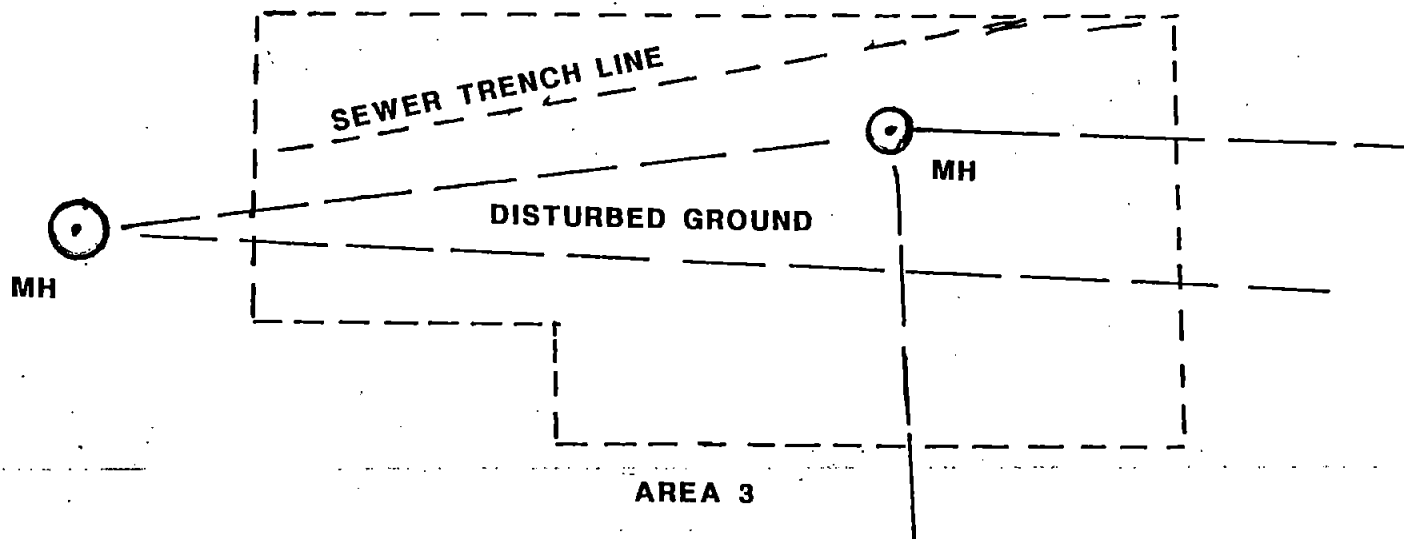 SEWER TRENCH LINE
MH
DISTURBED GROUND
MH
AREA 3